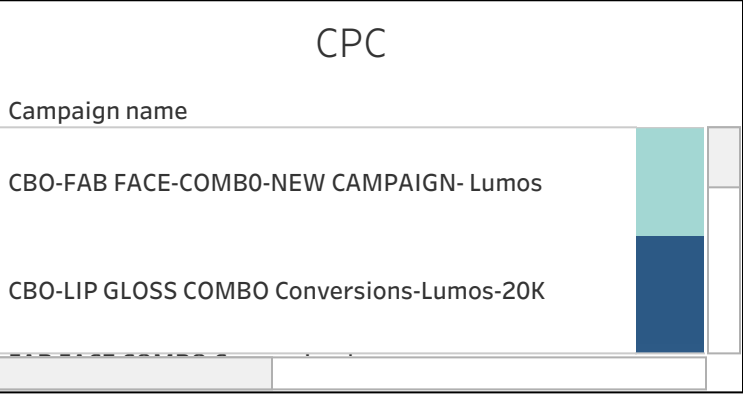 CPC
Campaign name
CBO-FAB FACE-COMB0-NEW CAMPAIGN- Lumos
CBO-LIP GLOSS COMBO Conversions-Lumos-20K